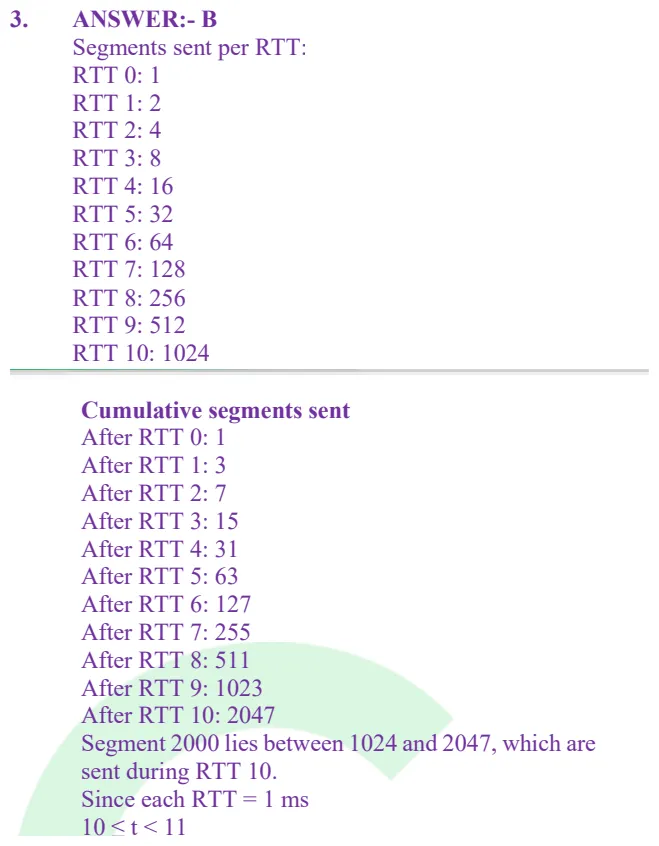 3. ANSWER:- B
Segments sent per RTT:
RTT 0: 1
RTT 1: 2
RTT 2: 4
RTT 3: 8
RTT 4: 16
RTT 5: 32
RTT 6: 64
RTT 7: 128
RTT 8: 256
RTT 9: 512
RTT 10: 1024
Cumulative segments sent
After RTT 0: 1
After RTT 1: 3
After RTT 2: 7
After RTT 3: 15
After RTT 4: 31
After RTT 5: 63
After RTT 6: 127
After RTT 7: 255
After RTT 8: 511
After RTT 9: 1023
After RTT 10: 2047
Segment 2000 lies between 1024 and 2047, which are
sent during RTT 10.
Since each RTT = 1 ms
10 ≤ t < 11